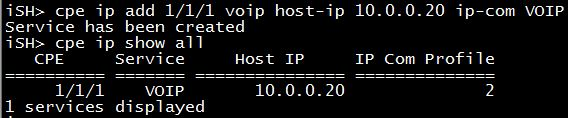 iSH> cpe ip add 1/1/1 voip host-ip 10.0.0.20 ip-com VOIP
Service has been created
iSH> cpe ip show all
   CPE     Service      Host IP     IP Com Profile
========== ======= =============== ==============
     1/1/1    VOIP       10.0.0.20              2
1 services displayed